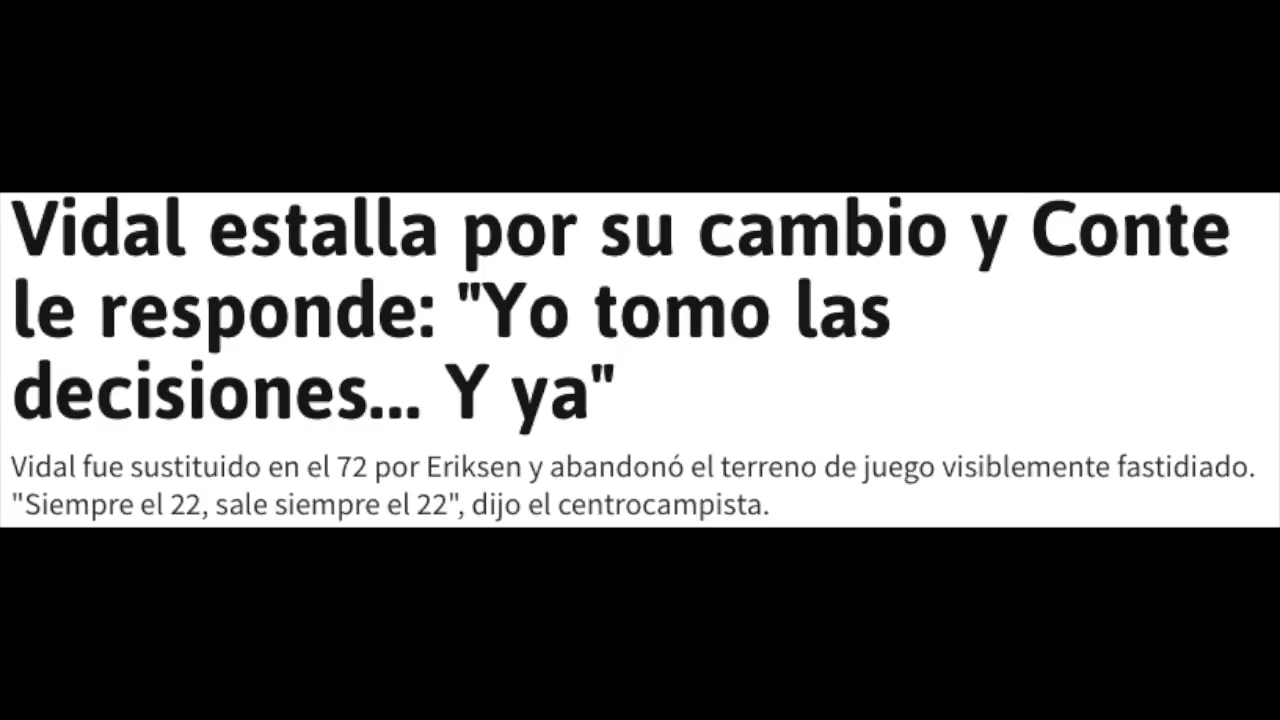 Vidal estalla por su cambio y Conte
le responde: "Yo tomo las
decisiones... Y ya"
Vidal fue sustituido en el 72 por Eriksen y abandonó el terreno de juego visiblemente fastidiado.
"Siempre el 22, sale siempre el 22", dijo el centrocampista.